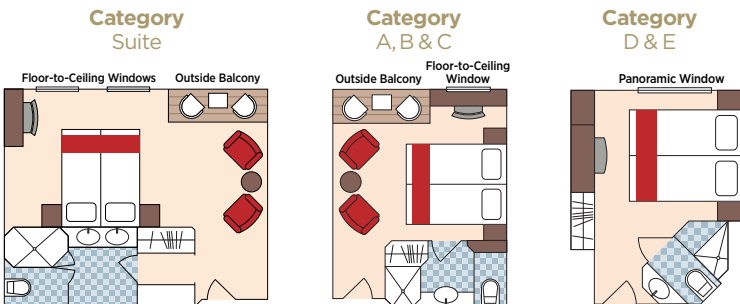 Category
Suite
Category
A, B & C
Category
D & E
Floor-to-Ceiling Windows
Outside Balcony
Outside Balcony
Floor-to-Ceiling
Window
Panoramic Window